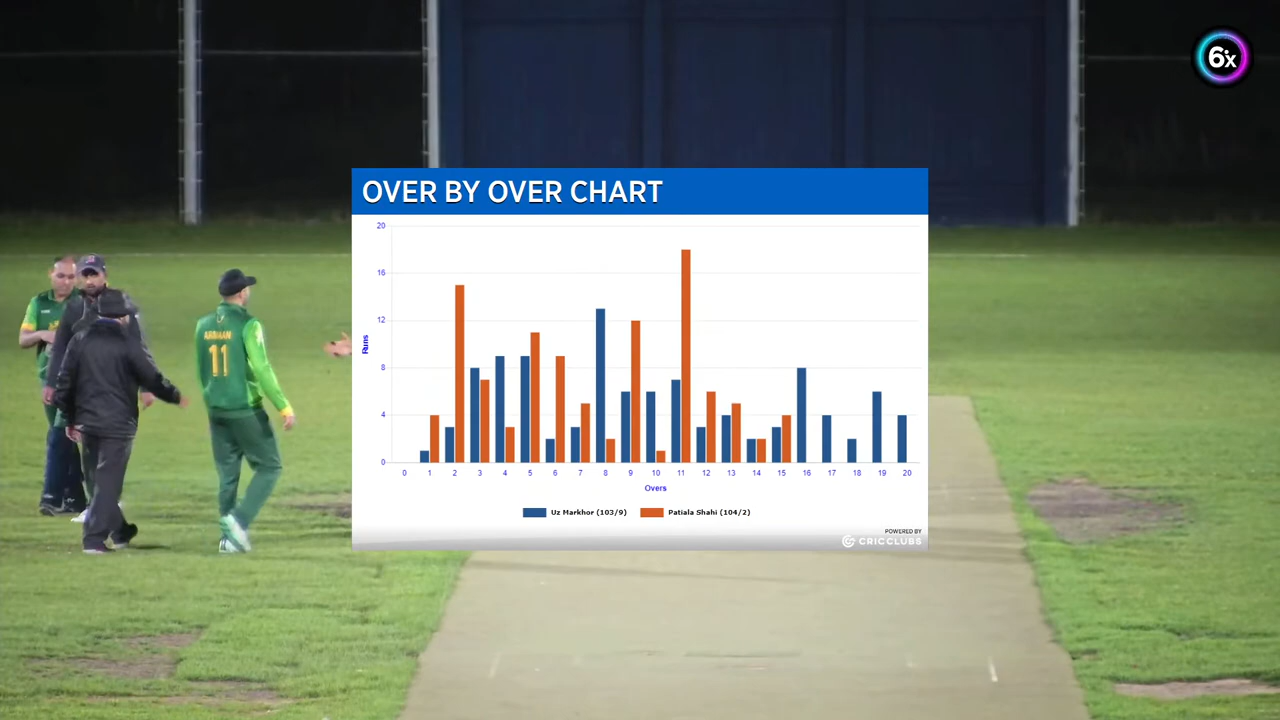 6x
OVER BY OVER CHART
20
16
12
8
4
0
Runs
0 1 2 3 4 5 6 7 8 9 10 11 12 13 14 15 16 17 18 19 20
Overs
Uz Markhor (103/9) Patiala Shahi (104/2)
POWERED BY
CRICCLUBS
11